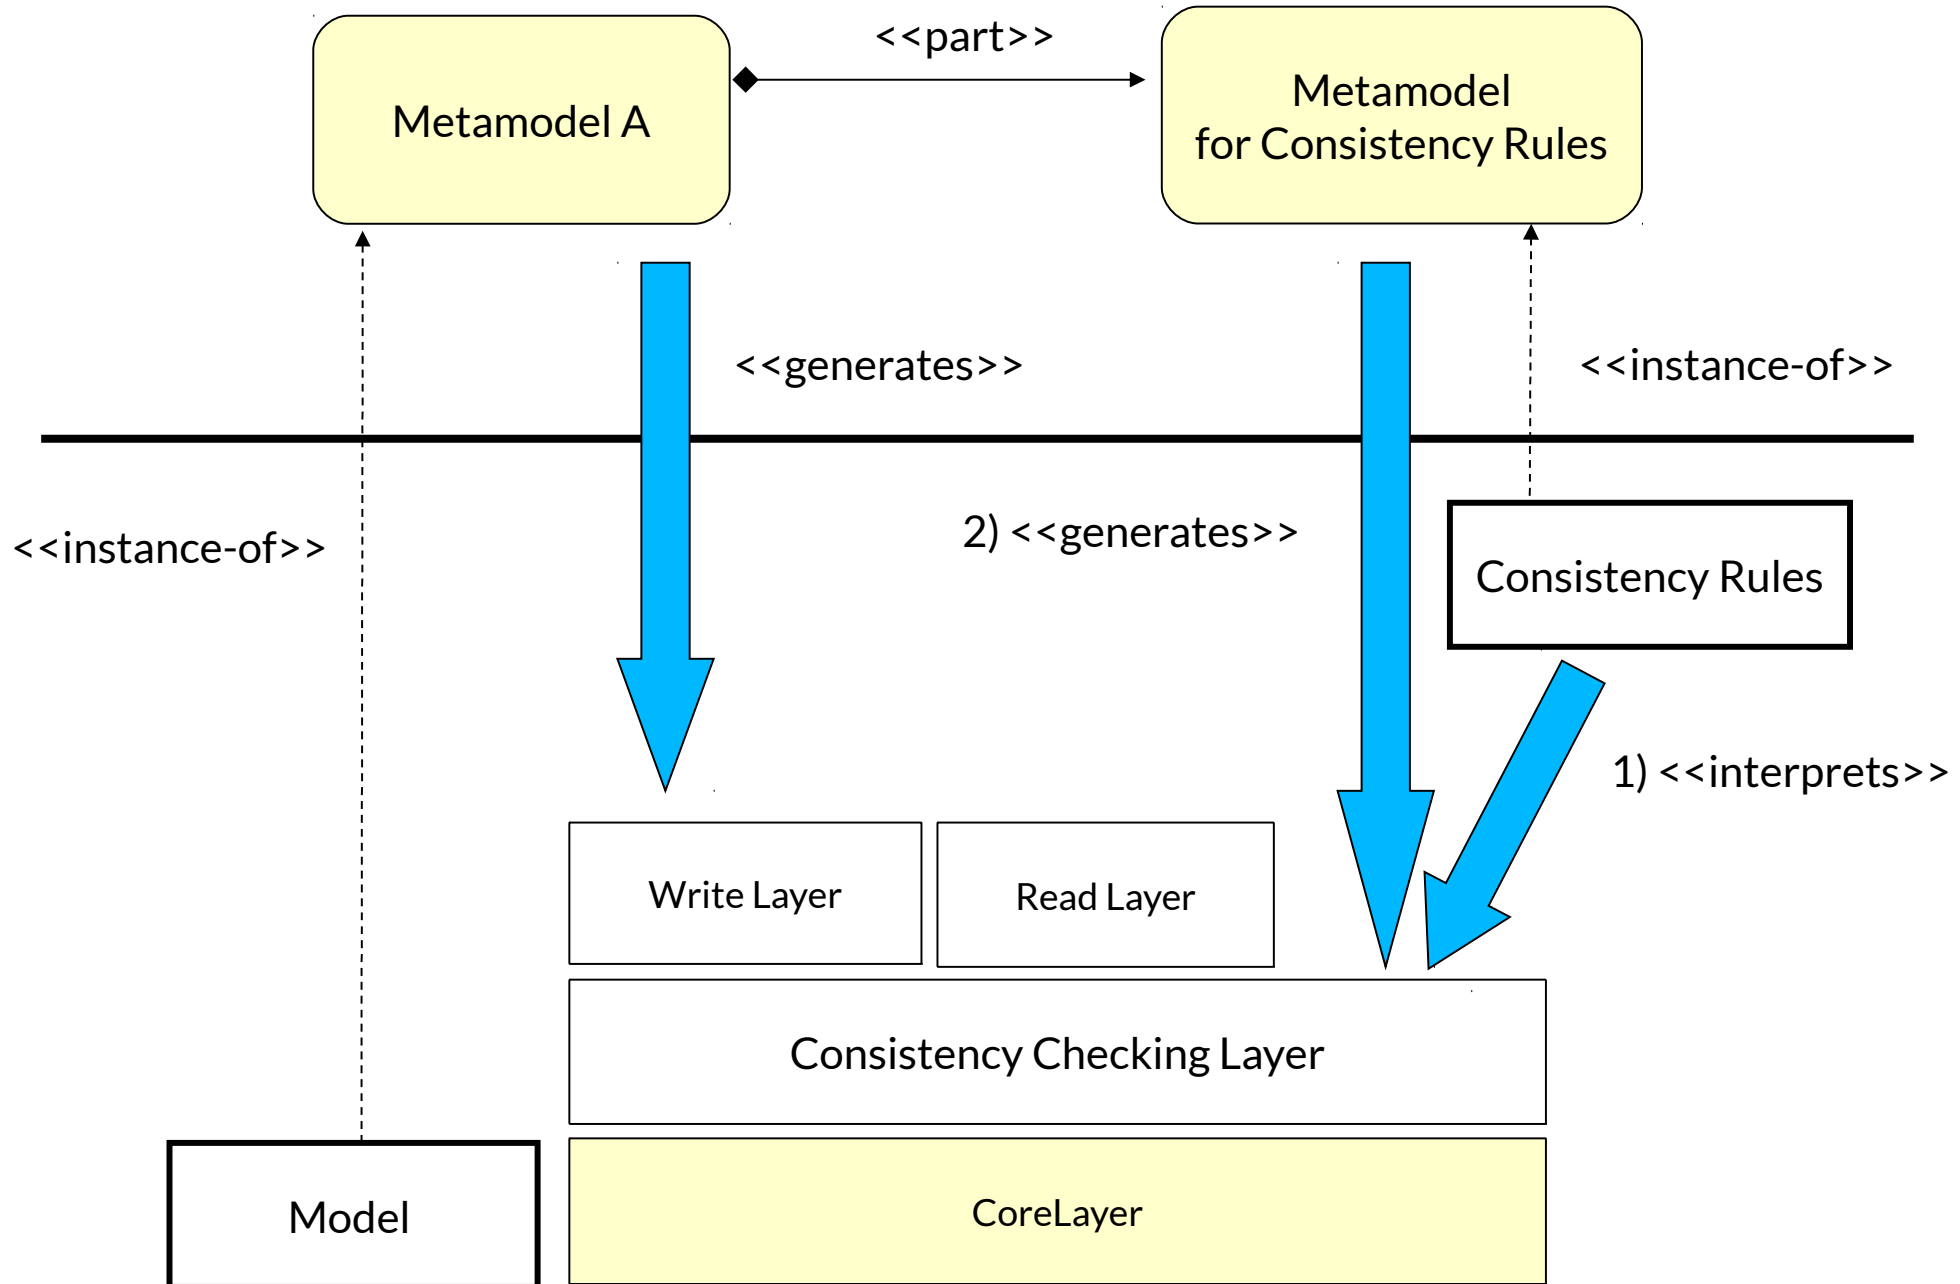 <<part>>
Metamodel A
Metamodel
for Consistency Rules
<<generates>>
<<instance-of>>
2) <<generates>>
<<instance-of>>
Consistency Rules
1) <<interprets>>
Write Layer
Read Layer
Consistency Checking Layer
Model
CoreLayer